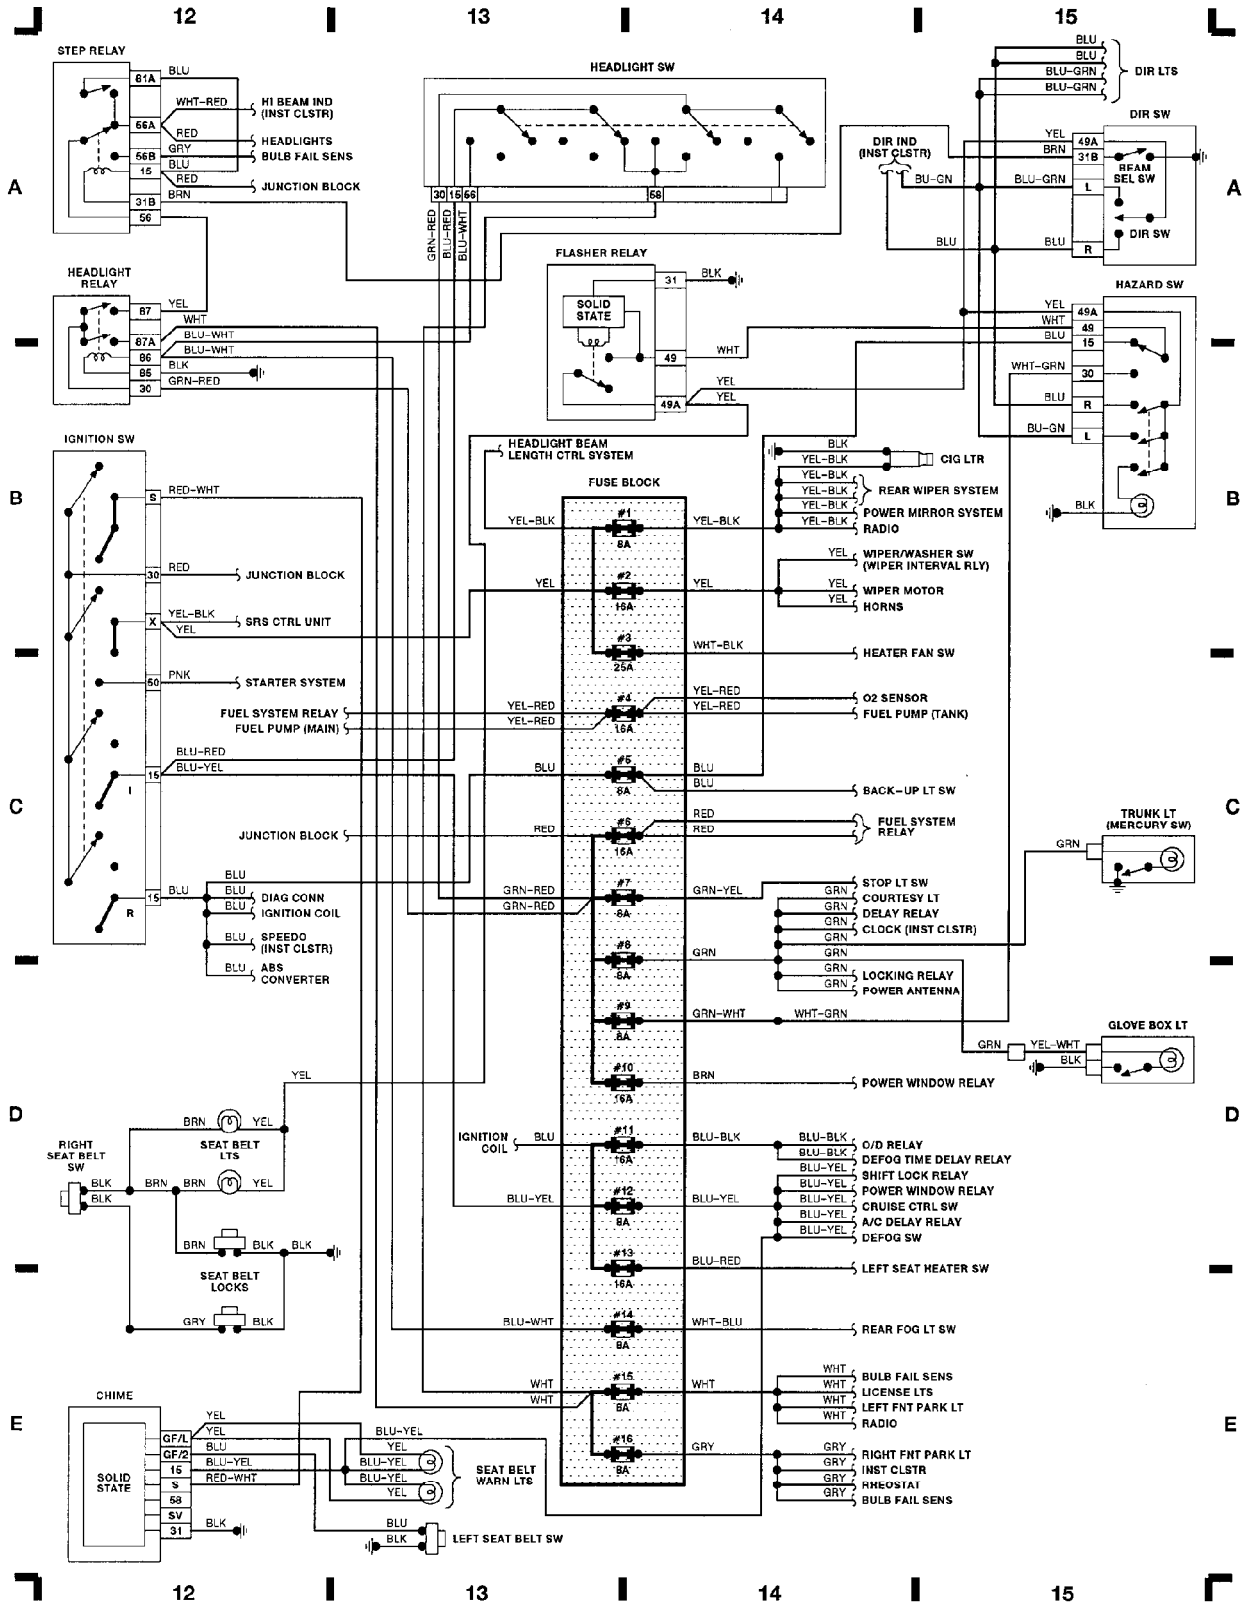 12 13 14 15
STEP RELAY
81A BLU
WHT-RED HI BEAM IND
(INST CLSTR)
56A
RED HEADLIGHTS
GRY
56B BULB FAIL SENS
BLU
15
RED JUNCTION BLOCK
BRN
31B
56
A
HEADLIGHT SW
30 15 56 58
GRN-RED
BLU-RED
BLU-WHT
BLU
BLU
BLU-GRN
BLU-GRN
DIR LTS
DIR SW
DIR IND
(INST CLSTR)
YEL 49A
BRN 31B
BEAM
SEL SW
BU-GN BLU-GRN L
BLU BLU R
DIR SW
A
HEADLIGHT
RELAY
87 YEL
WHT
87A BLU-WHT
86 BLU-WHT
85 BLK
30 GRN-RED
FLASHER RELAY
31 BLK
SOLID
STATE
49 WHT
YEL
49A YEL
HAZARD SW
YEL 49A
WHT 49
BLU 15
WHT-GRN 30
BLU R
BU-GN L
BLK
IGNITION SW
S RED-WHT
B
30 RED JUNCTION BLOCK
X YEL-BLK SRS CTRL UNIT
YEL
50 PNK STARTER SYSTEM
FUEL SYSTEM RELAY YEL-RED
FUEL PUMP (MAIN) YEL-RED
BLU-RED
15 BLU-YEL
I
C
JUNCTION BLOCK RED
BLU
15 BLU BLU DIAG CONN
R BLU IGNITION COIL
BLU SPEEDO
(INST CLSTR)
BLU ABS
CONVERTER
HEADLIGHT BEAM
LENGTH CTRL SYSTEM
FUSE BLOCK
YEL-BLK #1 8A YEL-BLK
YEL #2 16A YEL
#3 25A WHT-BLK HEATER FAN SW
#4 16A YEL-RED O2 SENSOR
YEL-RED FUEL PUMP (TANK)
BLU #5 8A BLU
BLU BACK-UP LT SW
#6 16A RED
RED
FUEL SYSTEM
RELAY
GRN-RED #7 8A GRN-YEL STOP LT SW
GRN-RED
#8 8A GRN
#9 8A GRN-WHT WHT-GRN
#10 16A BRN POWER WINDOW RELAY
BLK
YEL-BLK CIG LTR
YEL-BLK
YEL-BLK REAR WIPER SYSTEM
YEL-BLK POWER MIRROR SYSTEM
YEL-BLK RADIO
B
YEL WIPER/WASHER SW
(WIPER INTERVAL RLY)
YEL WIPER MOTOR
YEL HORNS
GRN COURTESY LT
GRN DELAY RELAY
GRN CLOCK (INST CLSTR)
GRN
GRN
GRN LOCKING RELAY
GRN POWER ANTENNA
TRUNK LT
(MERCURY SW)
GRN
C
GLOVE BOX LT
GRN YEL-WHT
BLK
YEL
D
RIGHT
SEAT BELT
SW
BRN YEL
SEAT BELT
LTS
BLK BRN BRN YEL
BLK
BRN BLK BLK
SEAT BELT
LOCKS
GRY BLK
IGNITION
COIL
BLU #11 16A BLU-BLK
BLU-BLK O/D RELAY
BLU-BLK DEFOG TIME DELAY RELAY
BLU-YEL SHIFT LOCK RELAY
BLU-YEL POWER WINDOW RELAY
BLU-YEL #12 8A BLU-YEL
BLU-YEL CRUISE CTRL SW
BLU-YEL A/C DELAY RELAY
BLU-YEL DEFOG SW
D
#13 16A BLU-RED LEFT SEAT HEATER SW
BLU-WHT #14 8A WHT-BLU REAR FOG LT SW
WHT #15 8A WHT
WHT
WHT BULB FAIL SENS
WHT LICENSE LTS
WHT LEFT FNT PARK LT
WHT RADIO
#16 8A GRY
GRY RIGHT FNT PARK LT
GRY INST CLSTR
GRY RHEOSTAT
GRY BULB FAIL SENS
E
CHIME
E
SOLID
STATE
YEL
GF/L YEL
GF/2 BLU
15 BLU-YEL
S RED-WHT
58
SV
31 BLK
BLU-YEL
YEL
BLU-YEL
BLU-YEL
YEL
SEAT BELT
WARN LTS
BLU
BLK
LEFT SEAT BELT SW
12 13 14 15